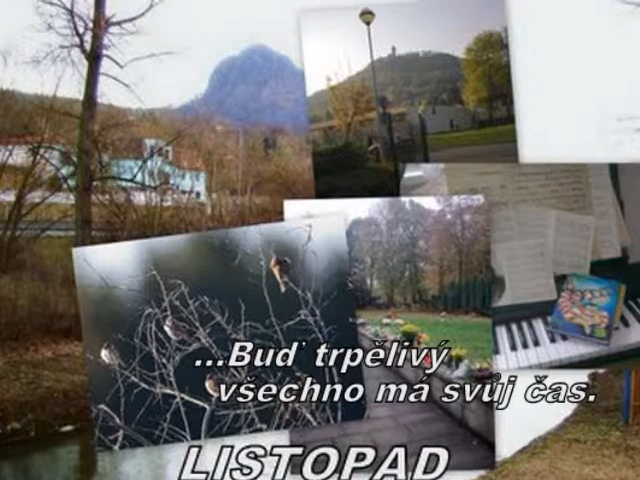 ...Buď trpělivý
všechno má svůj čas.
LISTOPAD